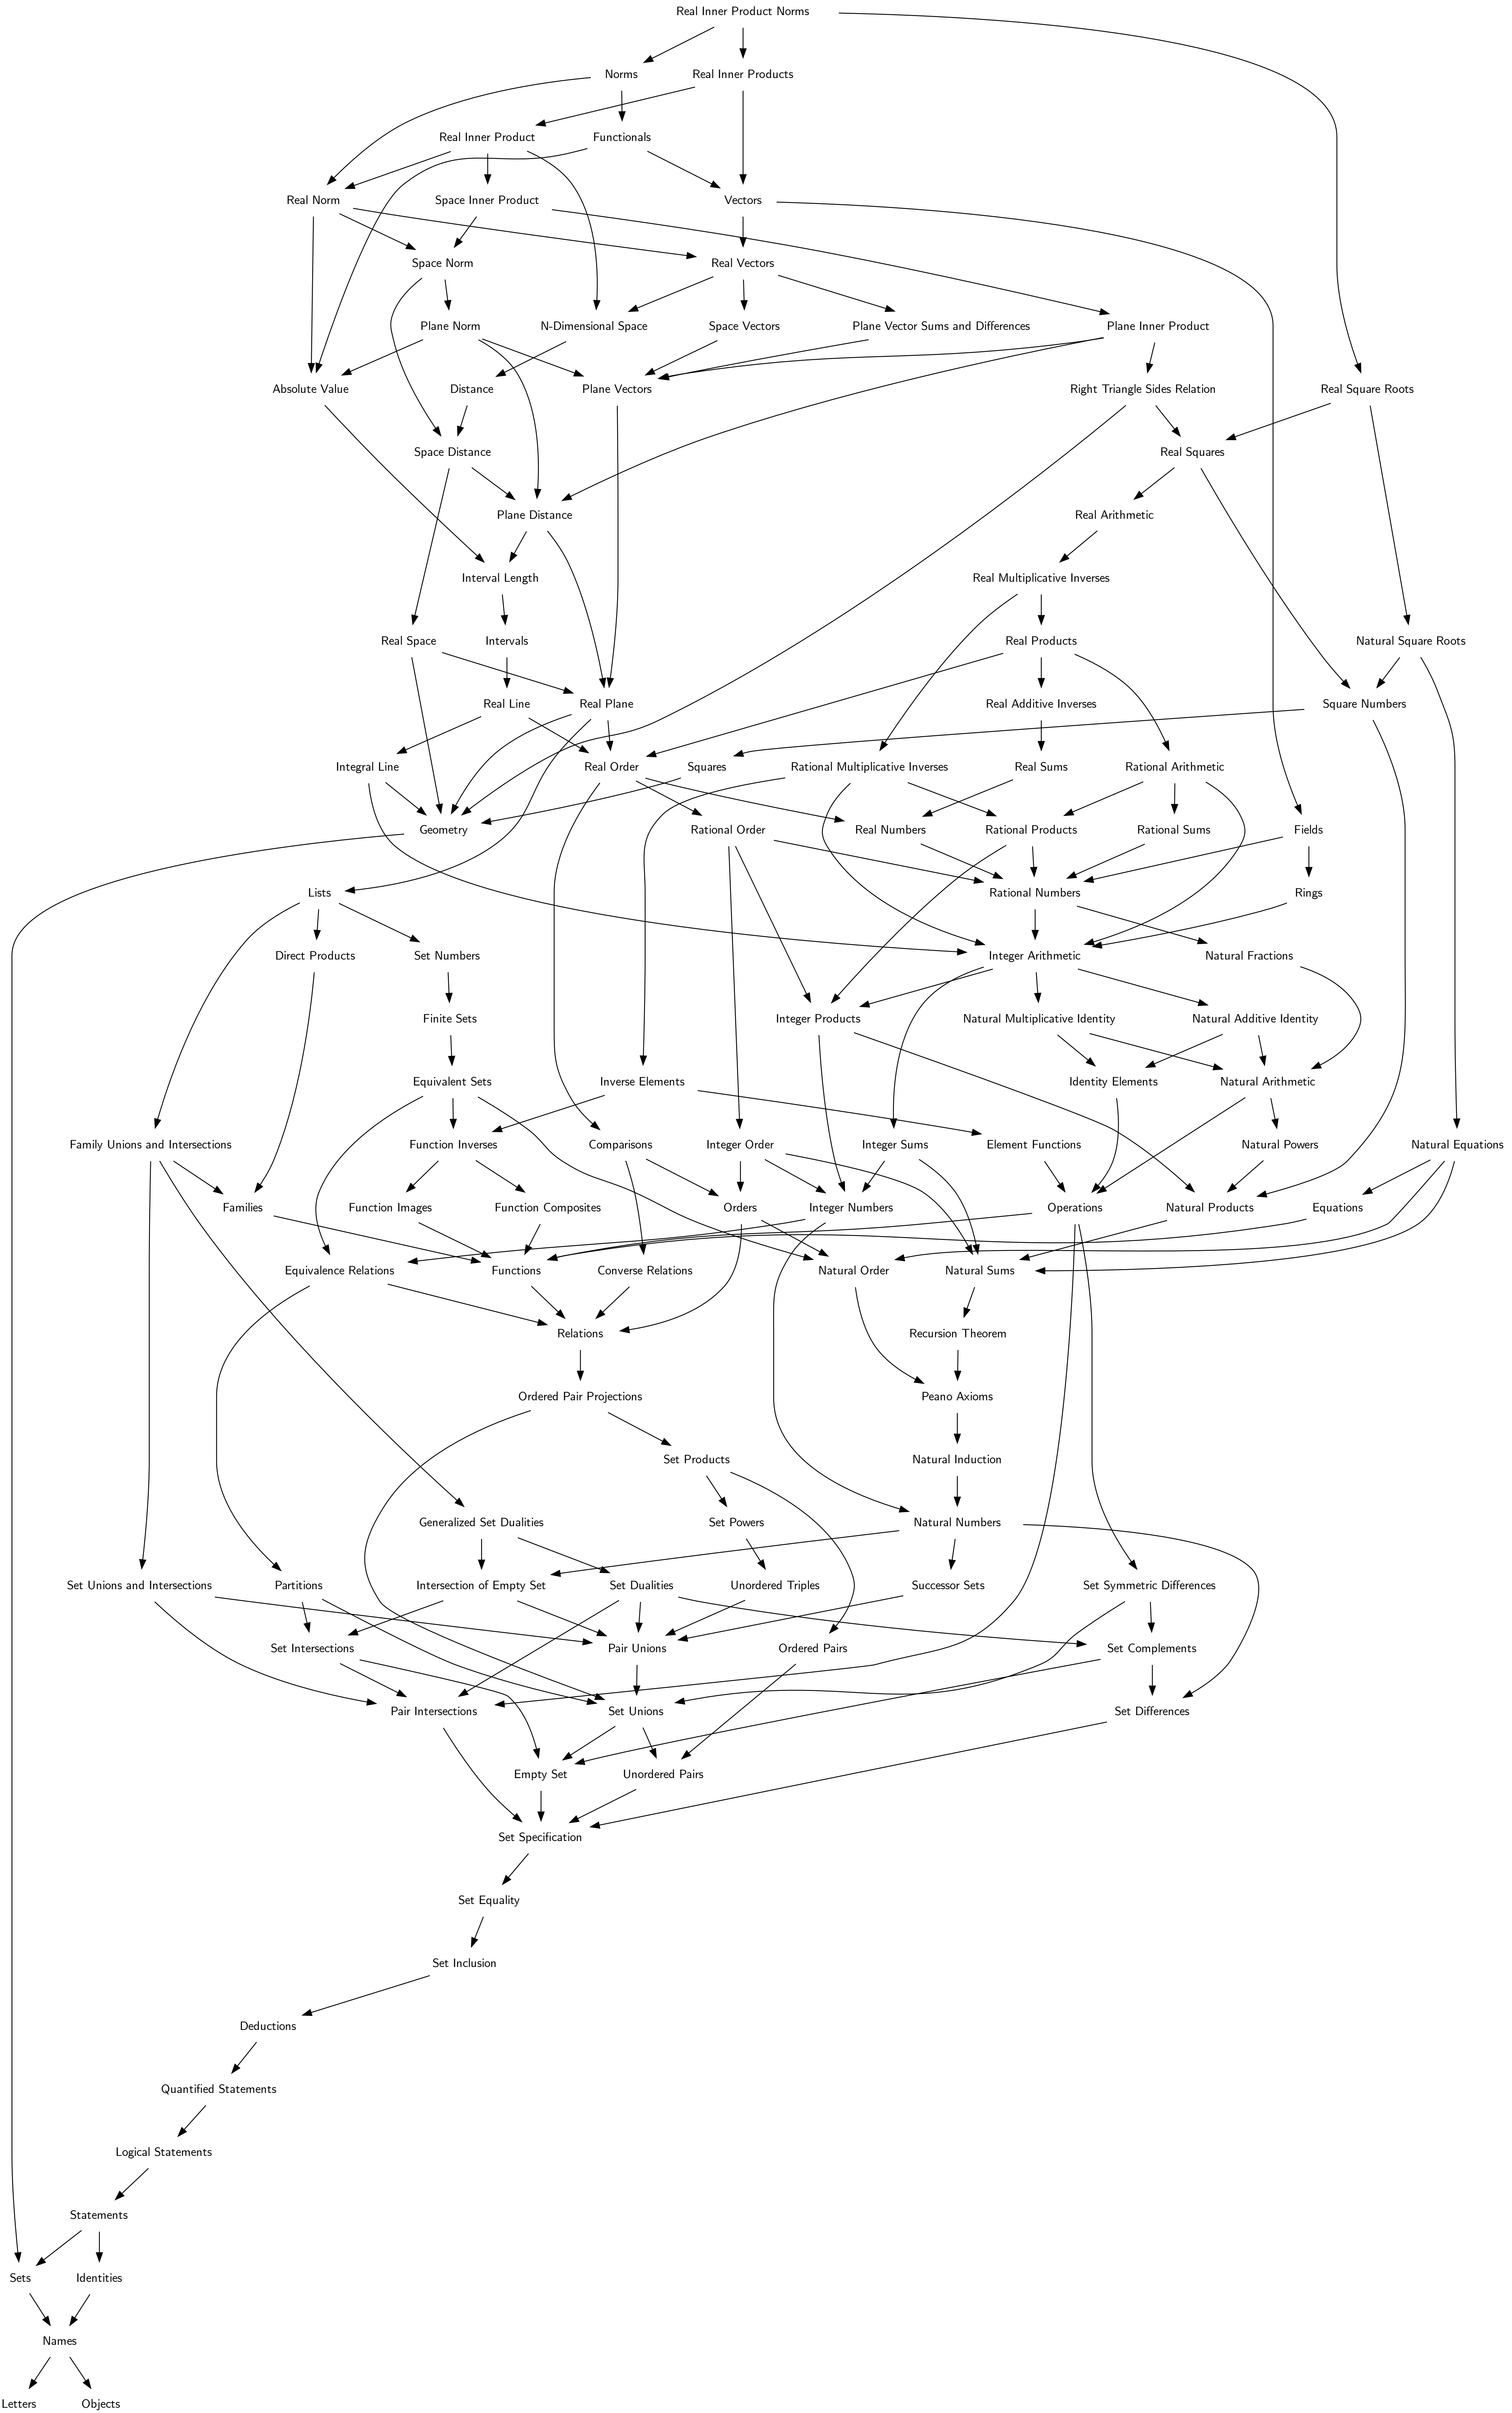 Real Inner Product Norms
Norms
Real Inner Products
Real Inner Product
Functionals
Real Norm
Space Inner Product
Vectors
Space Norm
Real Vectors
Plane Norm
N-Dimensional Space
Space Vectors
Plane Vector Sums and Differences
Plane Inner Product
Absolute Value
Distance
Plane Vectors
Right Triangle Sides Relation
Real Square Roots
Space Distance
Real Squares
Plane Distance
Real Arithmetic
Interval Length
Real Multiplicative Inverses
Real Space
Intervals
Real Products
Natural Square Roots
Real Line
Real Plane
Real Additive Inverses
Square Numbers
Integral Line
Real Order
Squares
Rational Multiplicative Inverses
Real Sums
Rational Arithmetic
Geometry
Rational Order
Real Numbers
Rational Products
Rational Sums
Fields
Lists
Rational Numbers
Rings
Direct Products
Set Numbers
Integer Arithmetic
Natural Fractions
Finite Sets
Integer Products
Natural Multiplicative Identity
Natural Additive Identity
Equivalent Sets
Inverse Elements
Identity Elements
Natural Arithmetic
Family Unions and Intersections
Function Inverses
Comparisons
Integer Order
Integer Sums
Element Functions
Natural Powers
Natural Equations
Families
Function Images
Function Composites
Orders
Integer Numbers
Operations
Natural Products
Equations
Equivalence Relations
Functions
Converse Relations
Natural Order
Natural Sums
Relations
Recursion Theorem
Ordered Pair Projections
Peano Axioms
Set Products
Natural Induction
Generalized Set Dualities
Set Powers
Natural Numbers
Set Unions and Intersections
Partitions
Intersection of Empty Set
Set Dualities
Unordered Triples
Successor Sets
Set Symmetric Differences
Set Intersections
Pair Unions
Ordered Pairs
Set Complements
Pair Intersections
Set Unions
Set Differences
Empty Set
Unordered Pairs
Set Specification
Set Equality
Set Inclusion
Deductions
Quantified Statements
Logical Statements
Statements
Sets
Identities
Names
Letters
Objects